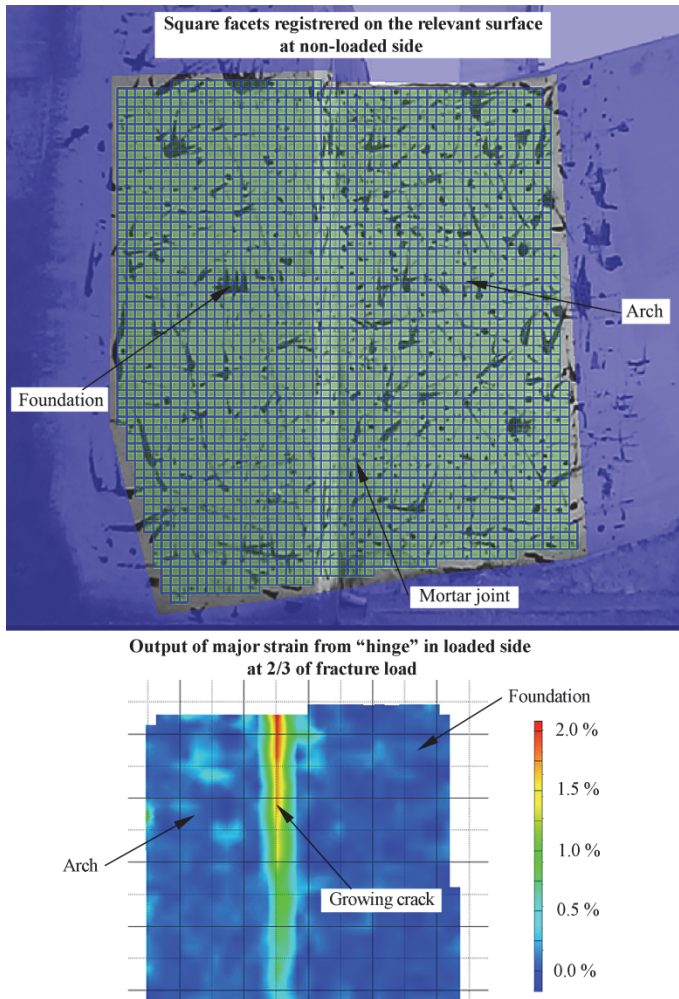 Square facets registrered on the relevant surface
at non-loaded side
Arch
Foundation
Mortar joint
Output of major strain from “hinge” in loaded side
at 2/3 of fracture load
Foundation
2.0 %
1.5 %
Arch
1.0 %
Growing crack
0.5 %
0.0 %